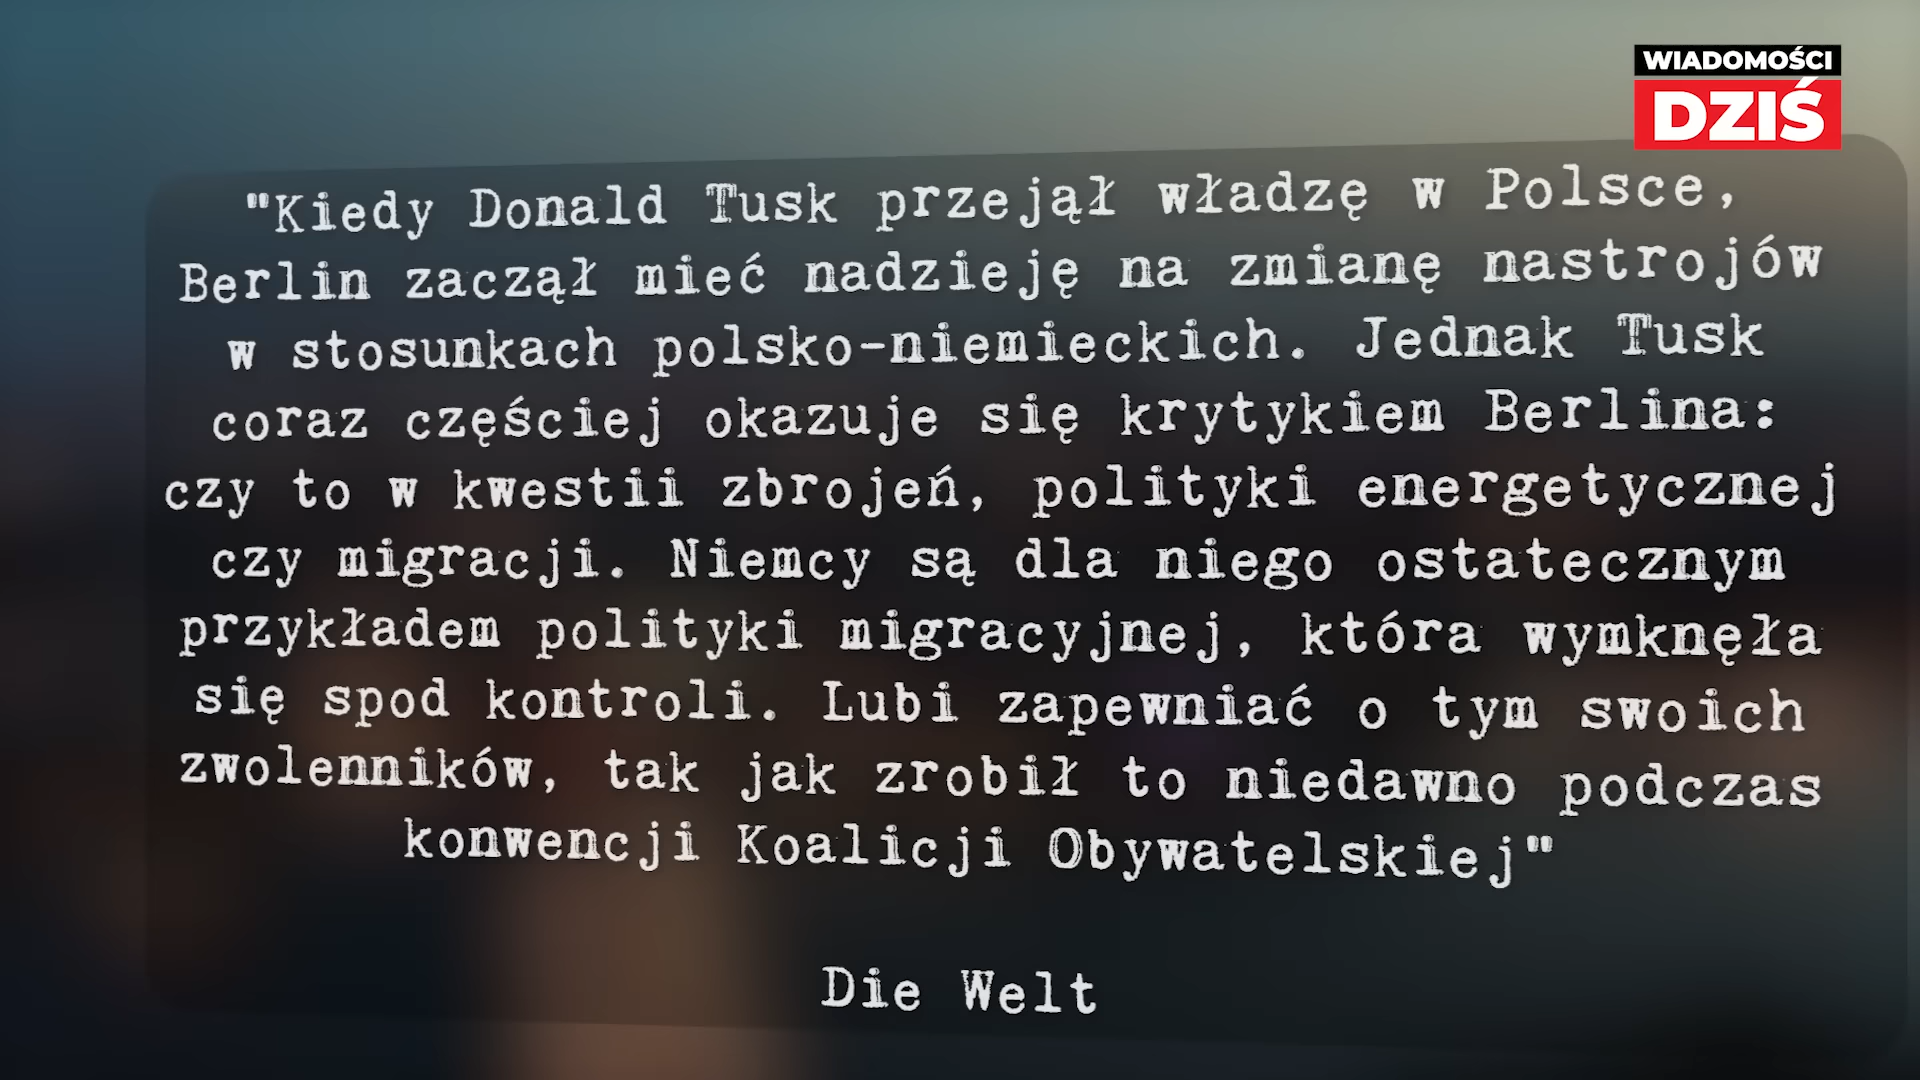 WIADOMOŚCI
DZIŚ
"Kiedy Donald Tusk przejął władzę w Polsce,
Berlin zaczął mieć nadzieję na zmianę nastrojów
w stosunkach polsko-niemieckich. Jednak Tusk
coraz częściej okazuje się krytykiem Berlina:
czy to w kwestii zbrojeń, polityki energetycznej
czy migracji. Niemcy są dla niego ostatecznym
przykładem polityki migracyjnej, która wymknęła
się spod kontroli. Lubi zapewniać o tym swoich
zwolenników, tak jak zrobił to niedawno podczas
konwencji Koalicji Obywatelskiej"
Die Welt